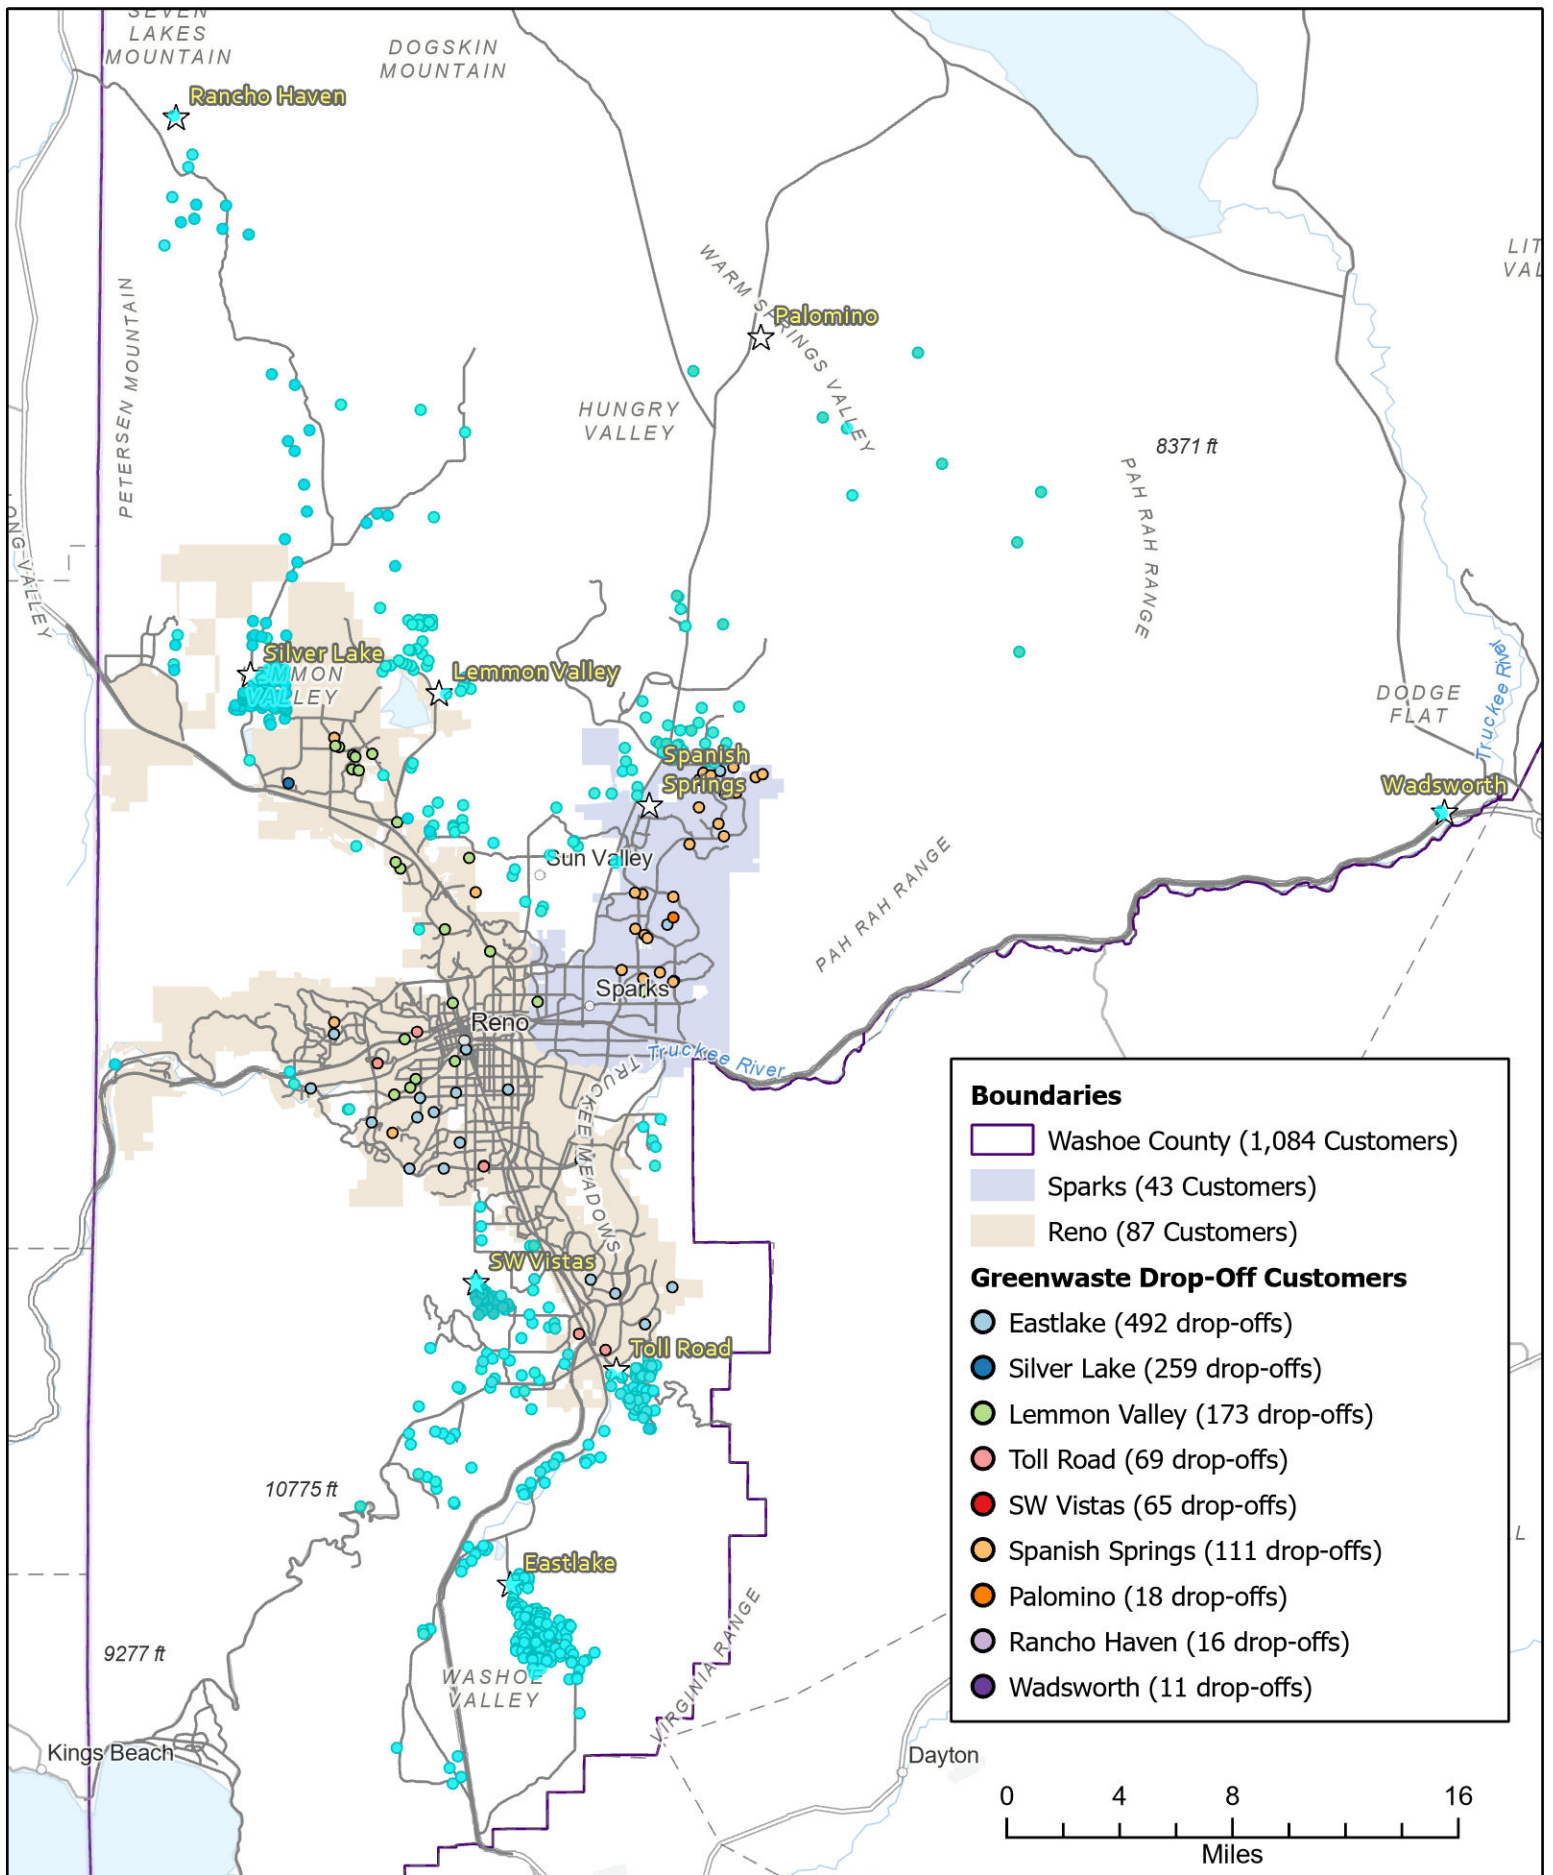 SEVEN
LAKES
MOUNTAIN
DOGSKIN
MOUNTAIN
Rancho Haven
WARM SPRINGS VALLEY
LIT
VAL
PETERSEN MOUNTAIN
Palomino
HUNGRY
VALLEY
8371 ft
PAH RAH RANGE
ONG VALLEY
Silver Lake
EMMON
VALLEY
Lemmon Valley
DODGE
FLAT
Truckee River
Spanish
Springs
Wadsworth
Sun Valley
PAH RAH RANGE
Sparks
Reno
Truckee River
TRUCKEE MEADOWS
SW Vistas
Toll Road
10775 ft
Eastlake
9277 ft
WASHOE
VALLEY
VIRGINIA RANGE
L
Kings Beach
Dayton
Boundaries
Washoe County (1,084 Customers)
Sparks (43 Customers)
Reno (87 Customers)
Greenwaste Drop-Off Customers
Eastlake (492 drop-offs)
Silver Lake (259 drop-offs)
Lemmon Valley (173 drop-offs)
Toll Road (69 drop-offs)
SW Vistas (65 drop-offs)
Spanish Springs (111 drop-offs)
Palomino (18 drop-offs)
Rancho Haven (16 drop-offs)
Wadsworth (11 drop-offs)
0 4 8 16
Miles